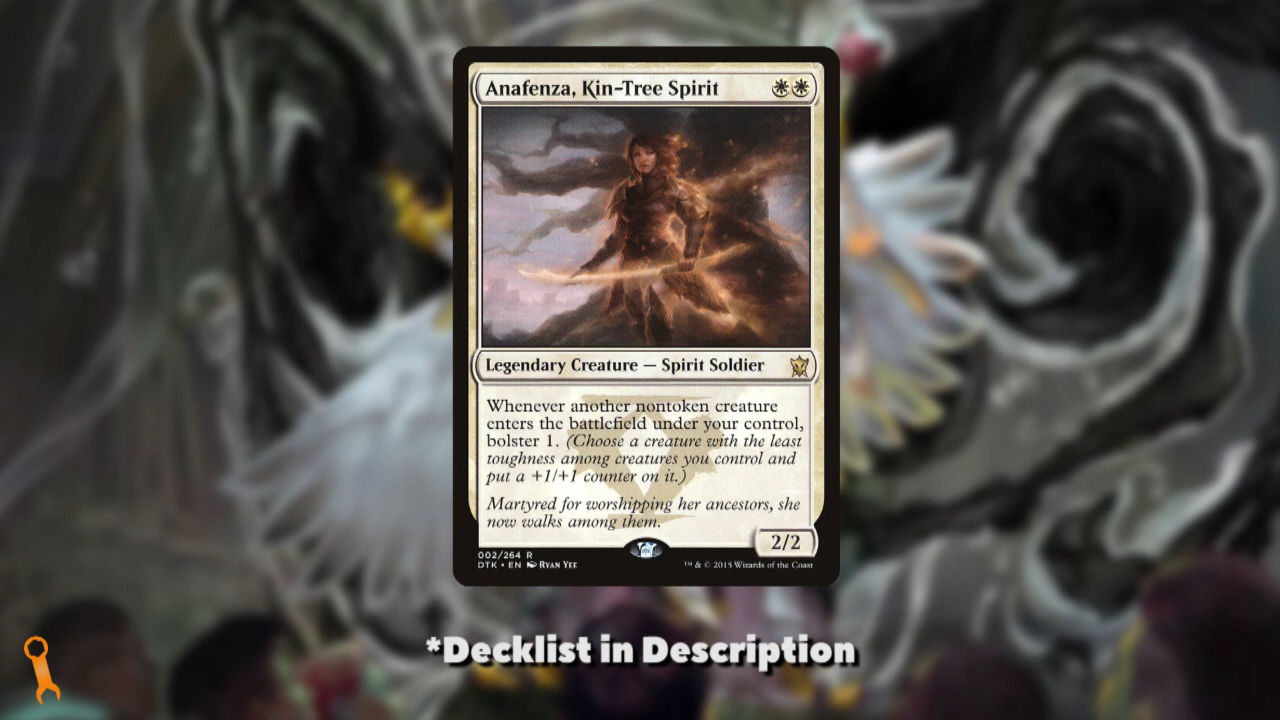 Anafenza, Kin-Tree Spirit
Legendary Creature — Spirit Soldier
Whenever another nontoken creature
enters the battlefield under your control,
bolster 1. (Choose a creature with the least
toughness among creatures you control and
put a +1/+1 counter on it.)
Martyred for worshipping her ancestors, she
now walks among them.
2/2
002/264 R
DTK • EN Ryan Yee
™ & © 2015 Wizards of the Coast
*Decklist in Description